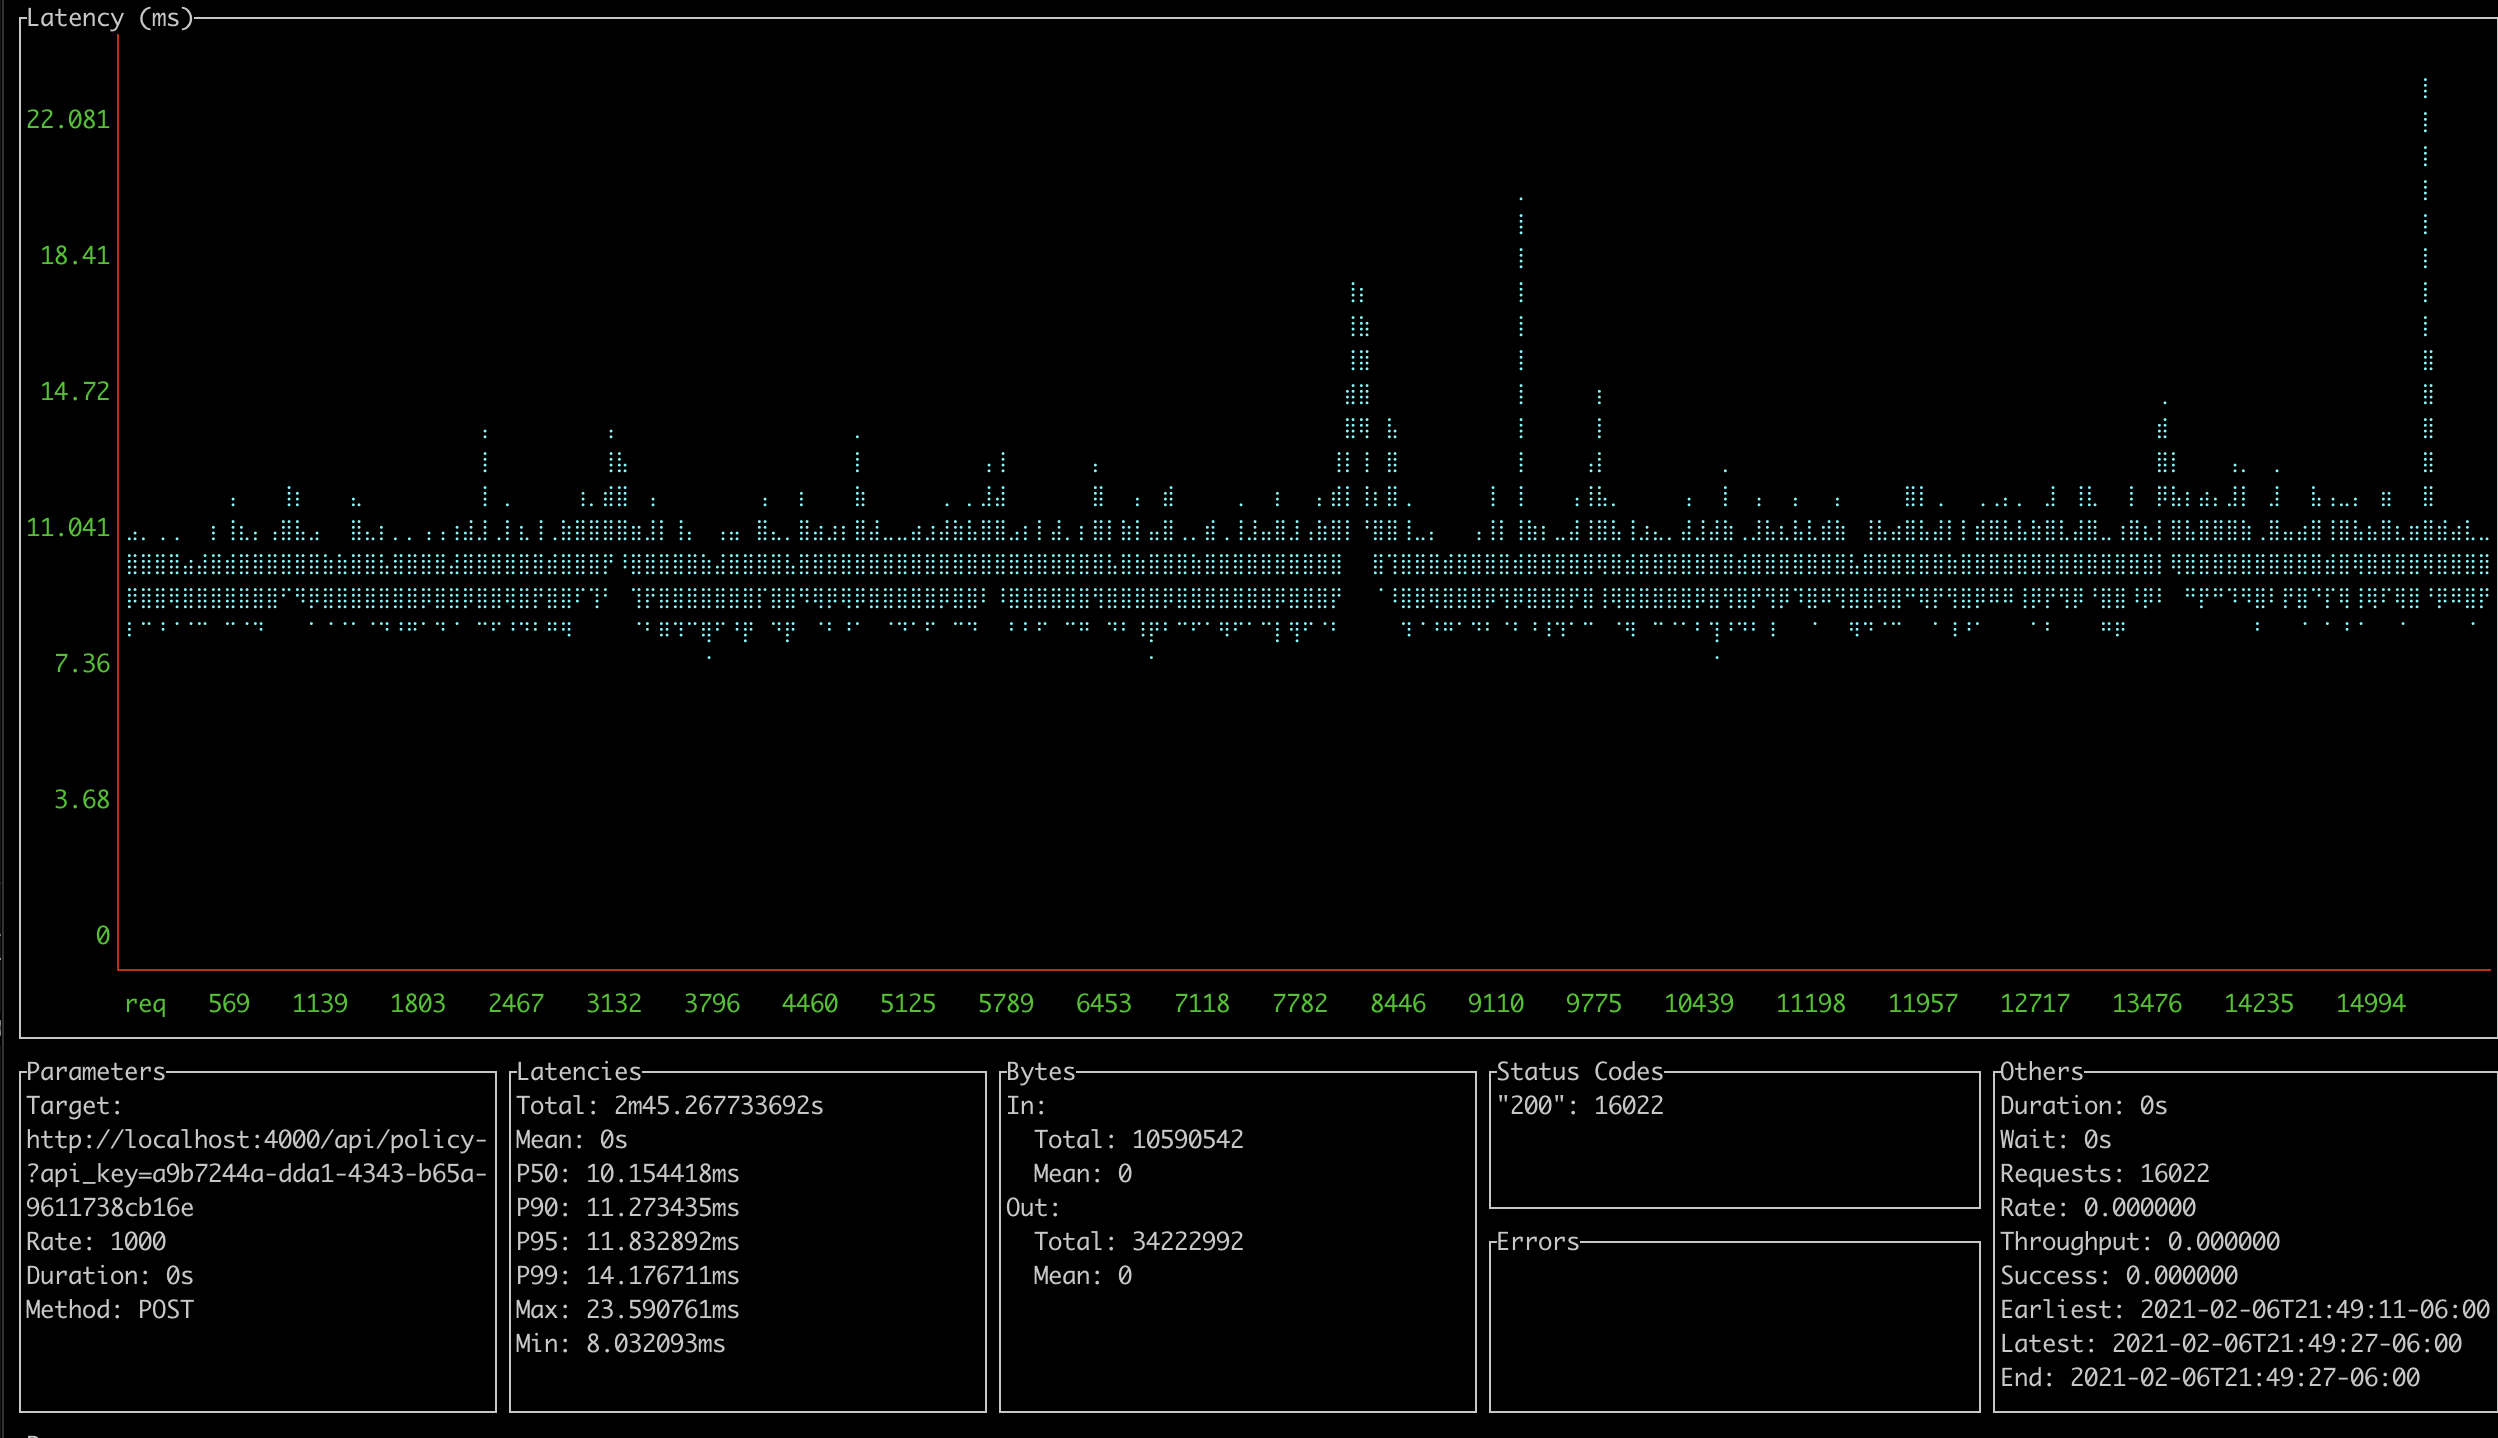 Latency (ms)
22.081
18.41
14.72
11.041
7.36
3.68
0
req 569 1139 1803 2467 3132 3796 4460 5125 5789 6453 7118 7782 8446 9110 9775 10439 11198 11957 12717 13476 14235 14994
Parameters
Target:
http://localhost:4000/api/policy-
?api_key=a9b7244a-dda1-4343-b65a-
9611738cb16e
Rate: 1000
Duration: 0s
Method: POST
Latencies
Total: 2m45.267733692s
Mean: 0s
P50: 10.154418ms
P90: 11.273435ms
P95: 11.832892ms
P99: 14.176711ms
Max: 23.590761ms
Min: 8.032093ms
Bytes
In:
Total: 10590542
Mean: 0
Out:
Total: 34222992
Mean: 0
Status Codes
"200": 16022
Errors
Others
Duration: 0s
Wait: 0s
Requests: 16022
Rate: 0.000000
Throughput: 0.000000
Success: 0.000000
Earliest: 2021-02-06T21:49:11-06:00
Latest: 2021-02-06T21:49:27-06:00
End: 2021-02-06T21:49:27-06:00